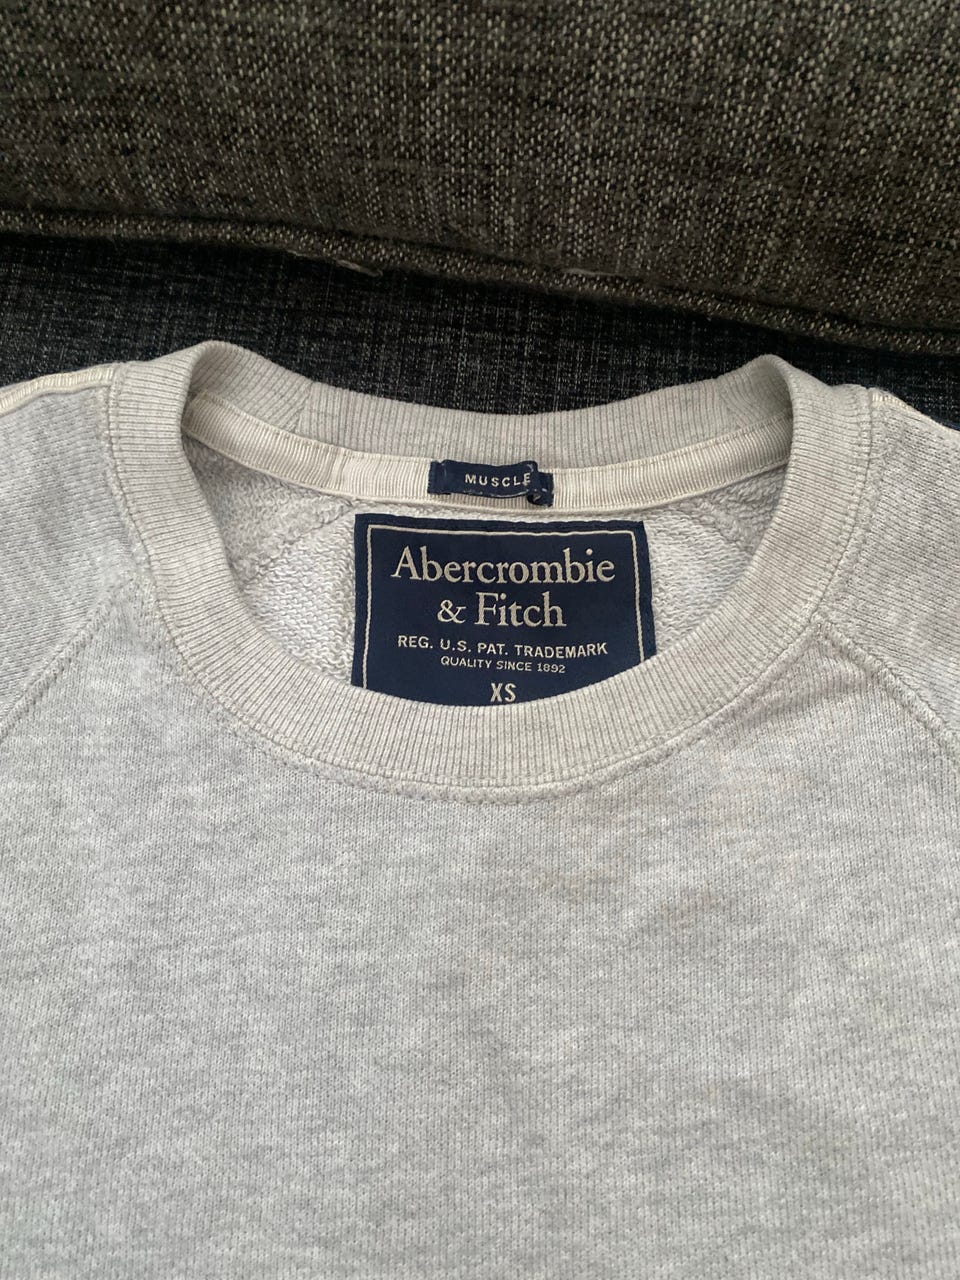 MUSCLE
Abercrombie
& Fitch
REG. U.S. PAT. TRADEMARK
QUALITY SINCE 1892
XS